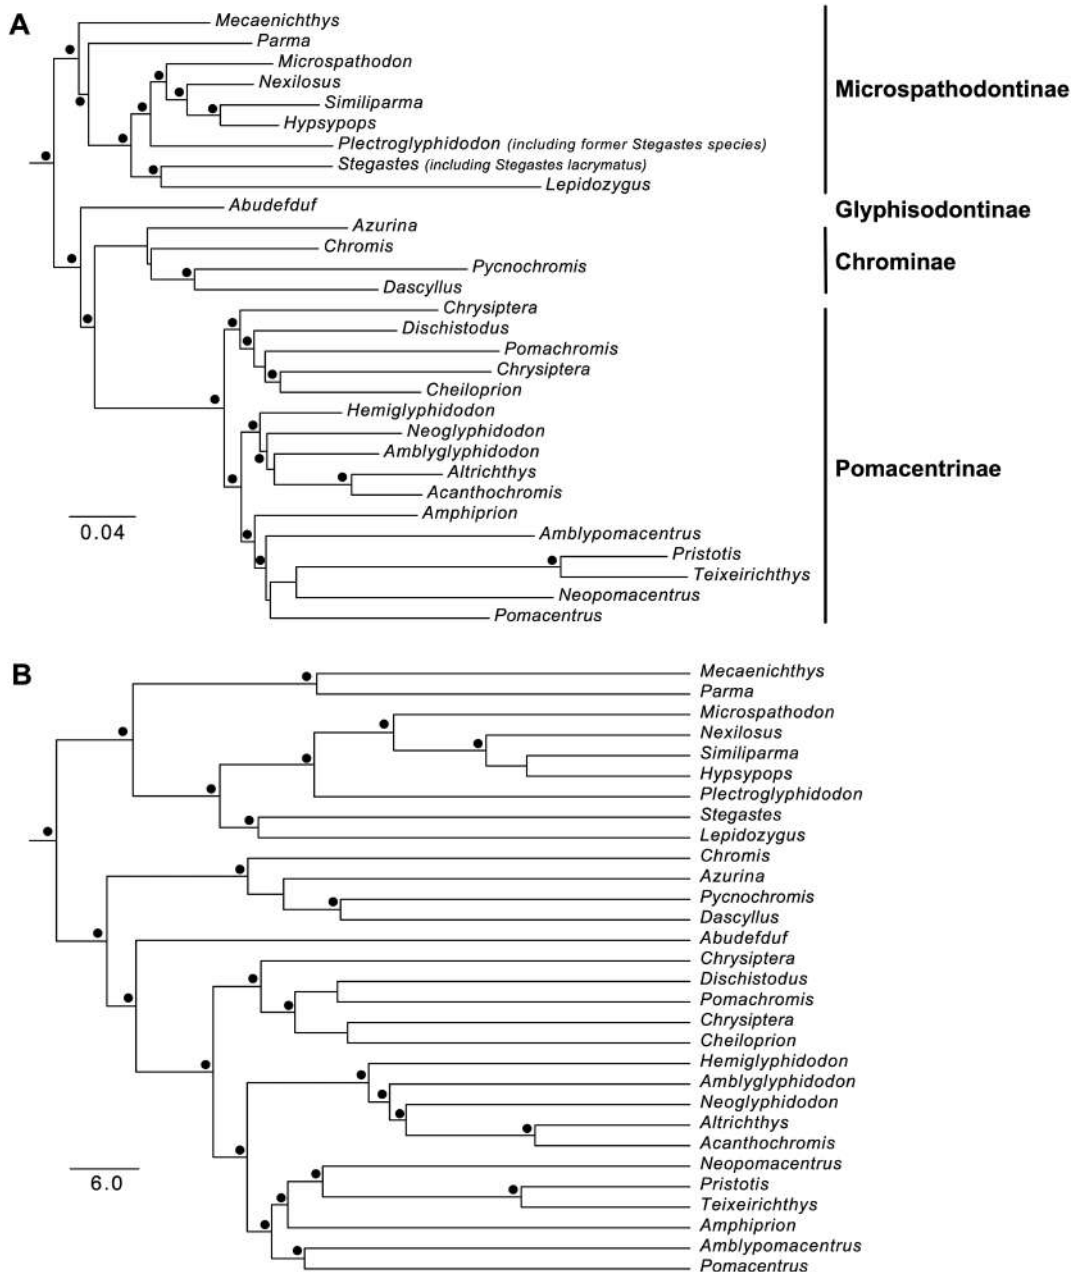 A
Mecaenichthys
Parma
Microspathodon
Nexilosus
Similiparma
Hypsypops
Plectroglyphidodon (including former Stegastes species)
Stegastes (including Stegastes lacrymatus)
Lepidozygus
Microspathodontinae
Abudefduf
Glyphisodontinae
Azurina
Chromis
Pycnochromis
Dascyllus
Chrominae
Chrysiptera
Dischistodus
Pomachromis
Chrysiptera
Cheiloprion
Hemiglyphidodon
Neoglyphidodon
Amblyglyphidodon
Altrichthys
Acanthochromis
Amphiprion
Amblypomacentrus
Pristotis
Teixeirichthys
Neopomacentrus
Pomacentrus
Pomacentrinae
0.04
B
Mecaenichthys
Parma
Microspathodon
Nexilosus
Similiparma
Hypsypops
Plectroglyphidodon
Stegastes
Lepidozygus
Chromis
Azurina
Pycnochromis
Dascyllus
Abudefduf
Chrysiptera
Dischistodus
Pomachromis
Chrysiptera
Cheiloprion
Hemiglyphidodon
Amblyglyphidodon
Neoglyphidodon
Altrichthys
Acanthochromis
Neopomacentrus
Pristotis
Teixeirichthys
Amphiprion
Amblypomacentrus
Pomacentrus
6.0